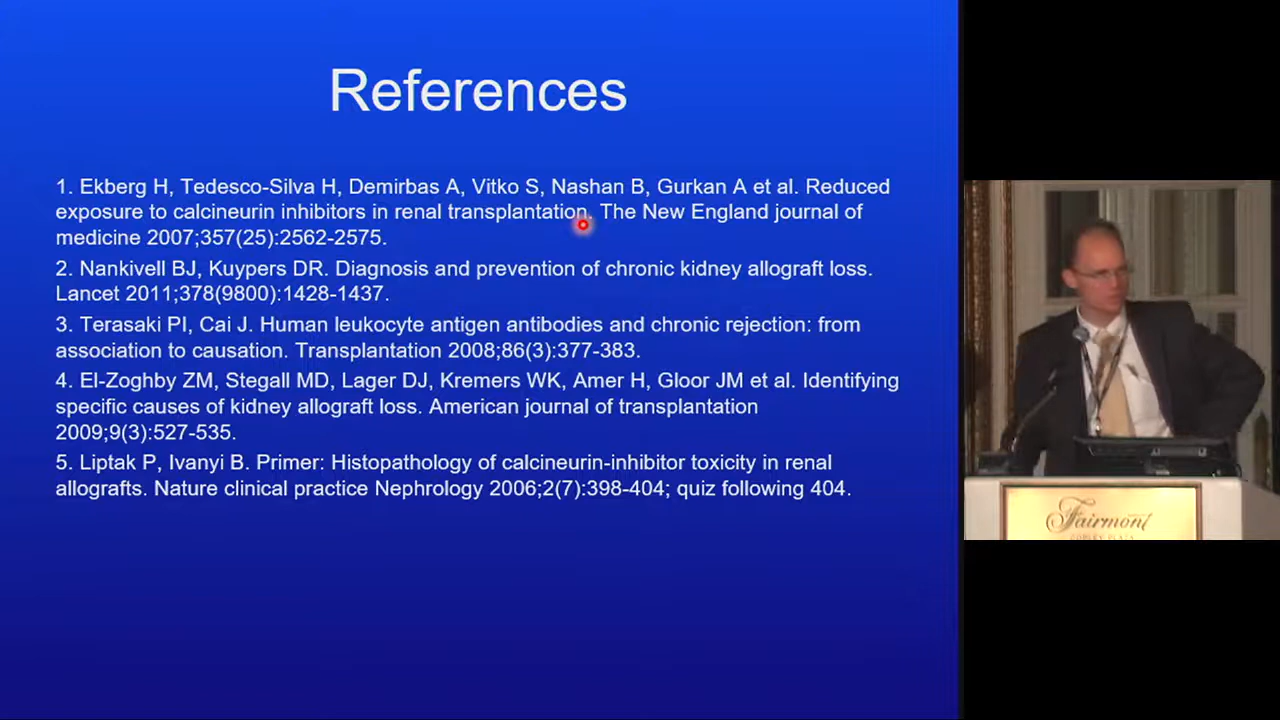 References
1. Ekberg H, Tedesco-Silva H, Demirbas A, Vitko S, Nashan B, Gurkan A et al. Reduced
exposure to calcineurin inhibitors in renal transplantation. The New England journal of
medicine 2007;357(25):2562-2575.
2. Nankivell BJ, Kuypers DR. Diagnosis and prevention of chronic kidney allograft loss.
Lancet 2011;378(9800):1428-1437.
3. Terasaki PI, Cai J. Human leukocyte antigen antibodies and chronic rejection: from
association to causation. Transplantation 2008;86(3):377-383.
4. El-Zoghby ZM, Stegall MD, Lager DJ, Kremers WK, Amer H, Gloor JM et al. Identifying
specific causes of kidney allograft loss. American journal of transplantation
2009;9(3):527-535.
5. Liptak P, Ivanyi B. Primer: Histopathology of calcineurin-inhibitor toxicity in renal
allografts. Nature clinical practice Nephrology 2006;2(7):398-404; quiz following 404.
Fairmont
COPLEY PLAZA